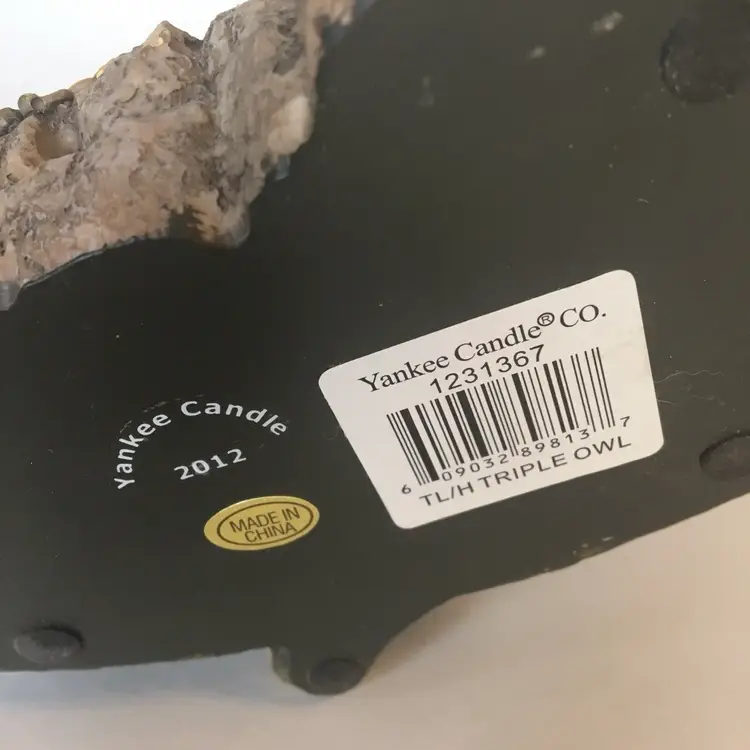 Yankee Candle® CO.
1231367
6 09032 89813 7
TL/H TRIPLE OWL
Yankee Candle
2012
MADE IN
CHINA